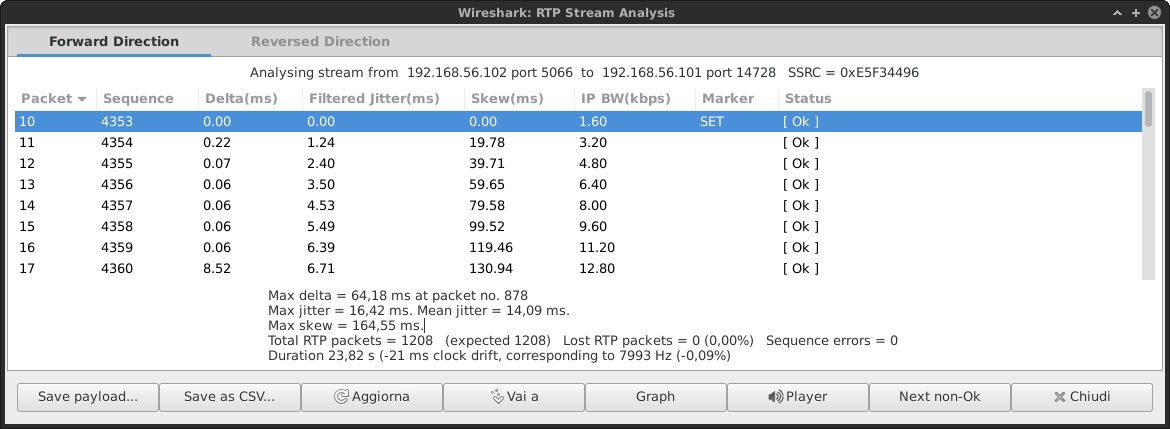 Wireshark: RTP Stream Analysis
Forward Direction Reversed Direction
Analysing stream from 192.168.56.102 port 5066 to 192.168.56.101 port 14728 SSRC = 0xE5F34496
Packet Sequence Delta(ms) Filtered Jitter(ms) Skew(ms) IP BW(kbps) Marker Status
10 4353 0.00 0.00 0.00 1.60 SET [ Ok ]
11 4354 0.22 1.24 19.78 3.20 [ Ok ]
12 4355 0.07 2.40 39.71 4.80 [ Ok ]
13 4356 0.06 3.50 59.65 6.40 [ Ok ]
14 4357 0.06 4.53 79.58 8.00 [ Ok ]
15 4358 0.06 5.49 99.52 9.60 [ Ok ]
16 4359 0.06 6.39 119.46 11.20 [ Ok ]
17 4360 8.52 6.71 130.94 12.80 [ Ok ]
Max delta = 64,18 ms at packet no. 878
Max jitter = 16,42 ms. Mean jitter = 14,09 ms.
Max skew = 164,55 ms.
Total RTP packets = 1208 (expected 1208) Lost RTP packets = 0 (0,00%) Sequence errors = 0
Duration 23,82 s (-21 ms clock drift, corresponding to 7993 Hz (-0,09%)
Save payload... Save as CSV... Aggiorna Vai a Graph Player Next non-Ok Chiudi